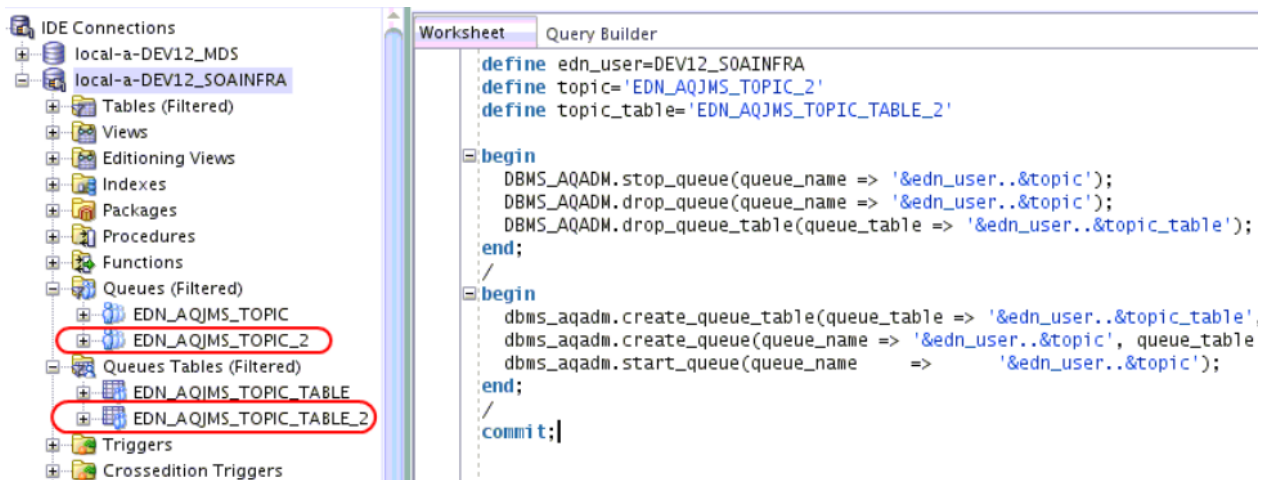 IDE Connections
local-a-DEV12_MDS
local-a-DEV12_SOAINFRA
Tables (Filtered)
Views
Editioning Views
Indexes
Packages
Procedures
Functions
Queues (Filtered)
EDN_AQJMS_TOPIC
EDN_AQJMS_TOPIC_2
Queues Tables (Filtered)
EDN_AQJMS_TOPIC_TABLE
EDN_AQJMS_TOPIC_TABLE_2
Triggers
Crossedition Triggers
Worksheet Query Builder
define edn_user=DEV12_SOAINFRA
define topic='EDN_AQJMS_TOPIC_2'
define topic_table='EDN_AQJMS_TOPIC_TABLE_2'
begin
DBMS_AQADM.stop_queue(queue_name => '&edn_user..&topic');
DBMS_AQADM.drop_queue(queue_name => '&edn_user..&topic');
DBMS_AQADM.drop_queue_table(queue_table => '&edn_user..&topic_table');
end;
/
begin
dbms_aqadm.create_queue_table(queue_table => '&edn_user..&topic_table',
dbms_aqadm.create_queue(queue_name => '&edn_user..&topic', queue_table
dbms_aqadm.start_queue(queue_name => '&edn_user..&topic');
end;
/
commit;